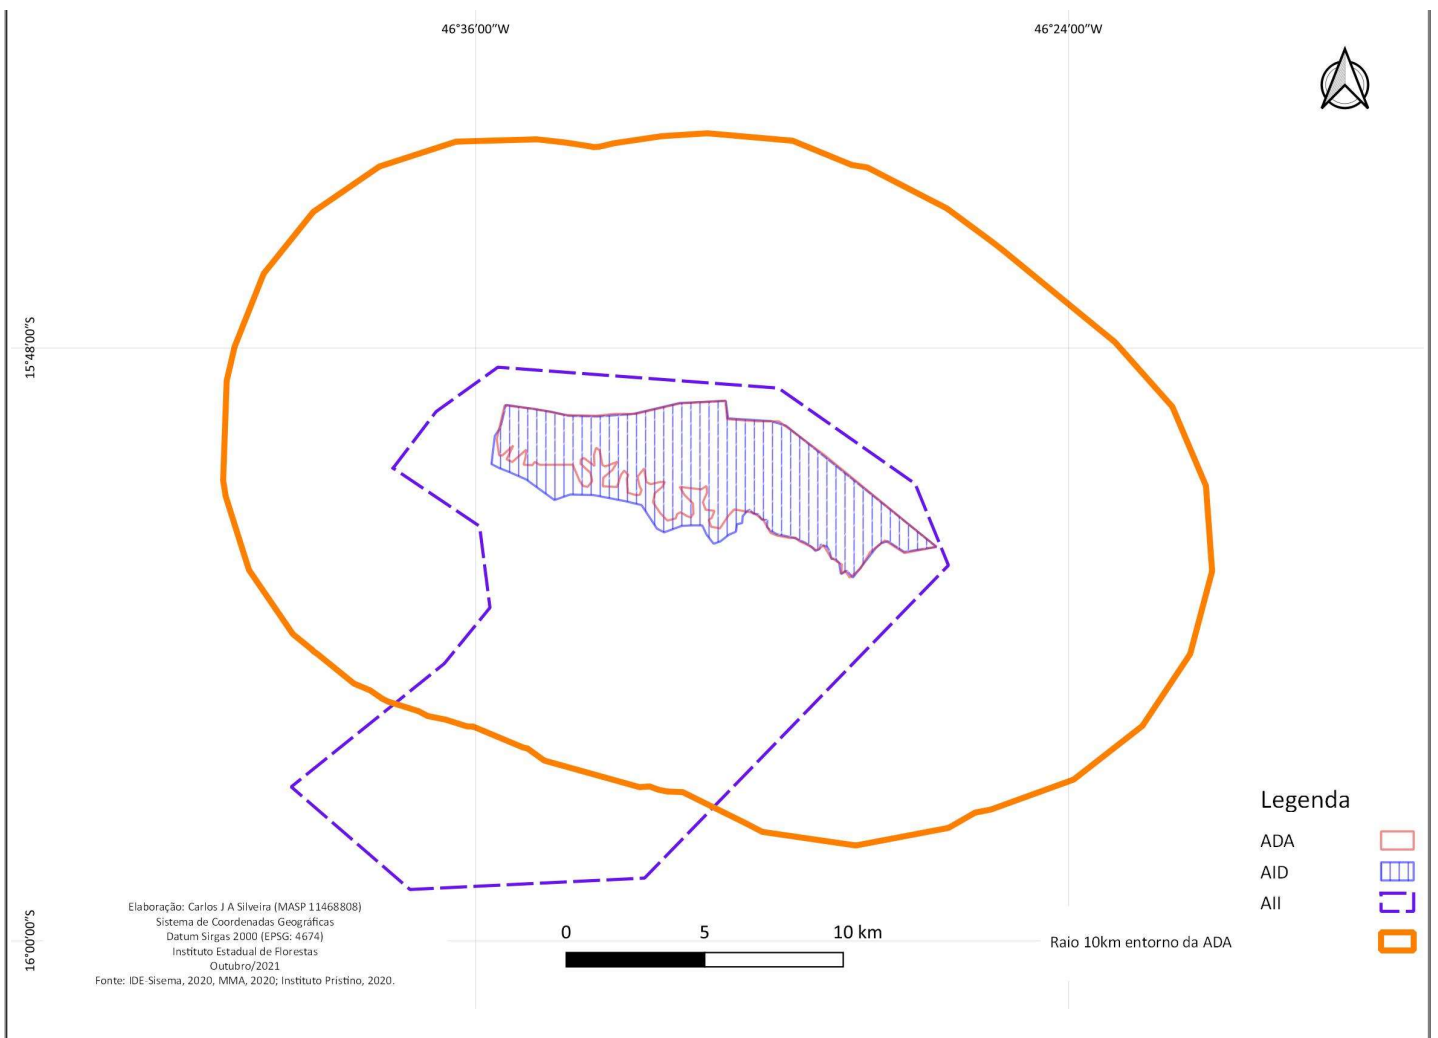 46°36′00″W
46°24′00″W
15°48′00″S
16°00′00″S
Legenda
ADA
AID
AII
Raio 10km entorno da ADA
0 5 10 km
Elaboração: Carlos J A Silveira (MASP 11468808)
Sistema de Coordenadas Geográficas
Datum Sirgas 2000 (EPSG: 4674)
Instituto Estadual de Florestas
Outubro/2021
Fonte: IDE-Sisema, 2020, MMA, 2020; Instituto Pristino, 2020.